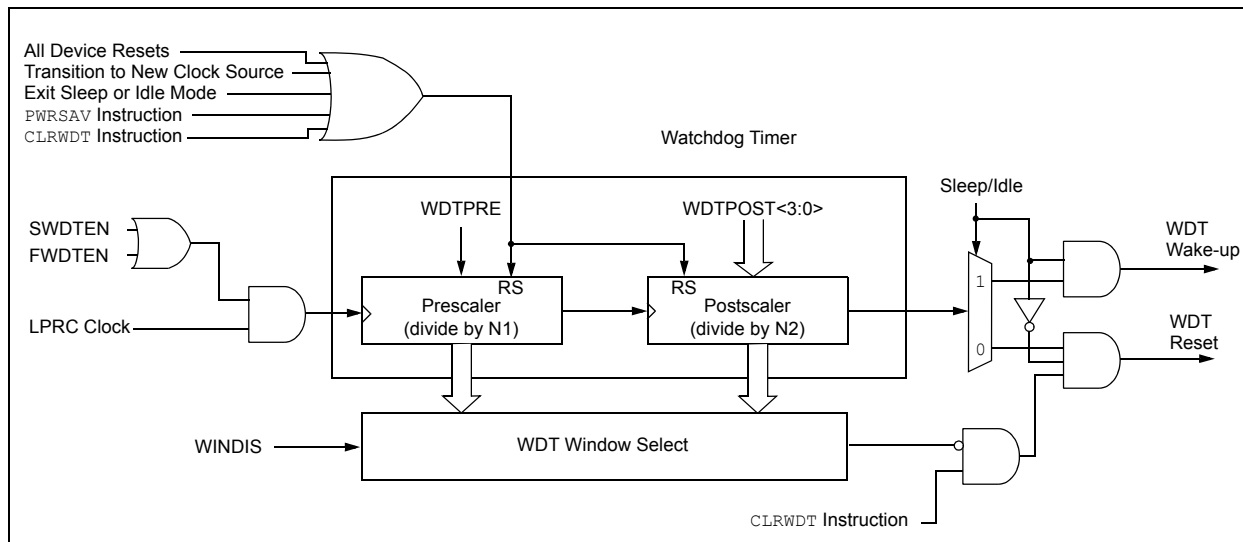 All Device Resets
Transition to New Clock Source
Exit Sleep or Idle Mode
PWRSAV Instruction
CLRWDT Instruction
Watchdog Timer
Sleep/Idle
WDTPRE
WDTPOST<3:0>
SWDTEN
FWDTEN
WDT
Wake-up
RS
RS
1
Prescaler
(divide by N1)
Postscaler
(divide by N2)
LPRC Clock
0
WDT
Reset
WINDIS
WDT Window Select
CLRWDT Instruction